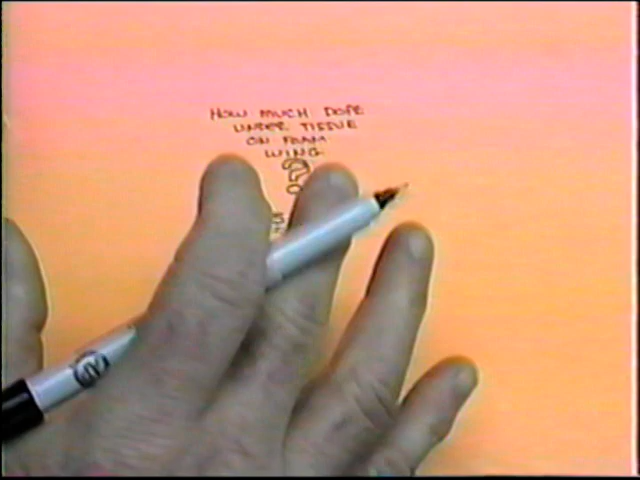 HOW MUCH DOPE
UNDER TISSUE
ON FOAM
WING
?